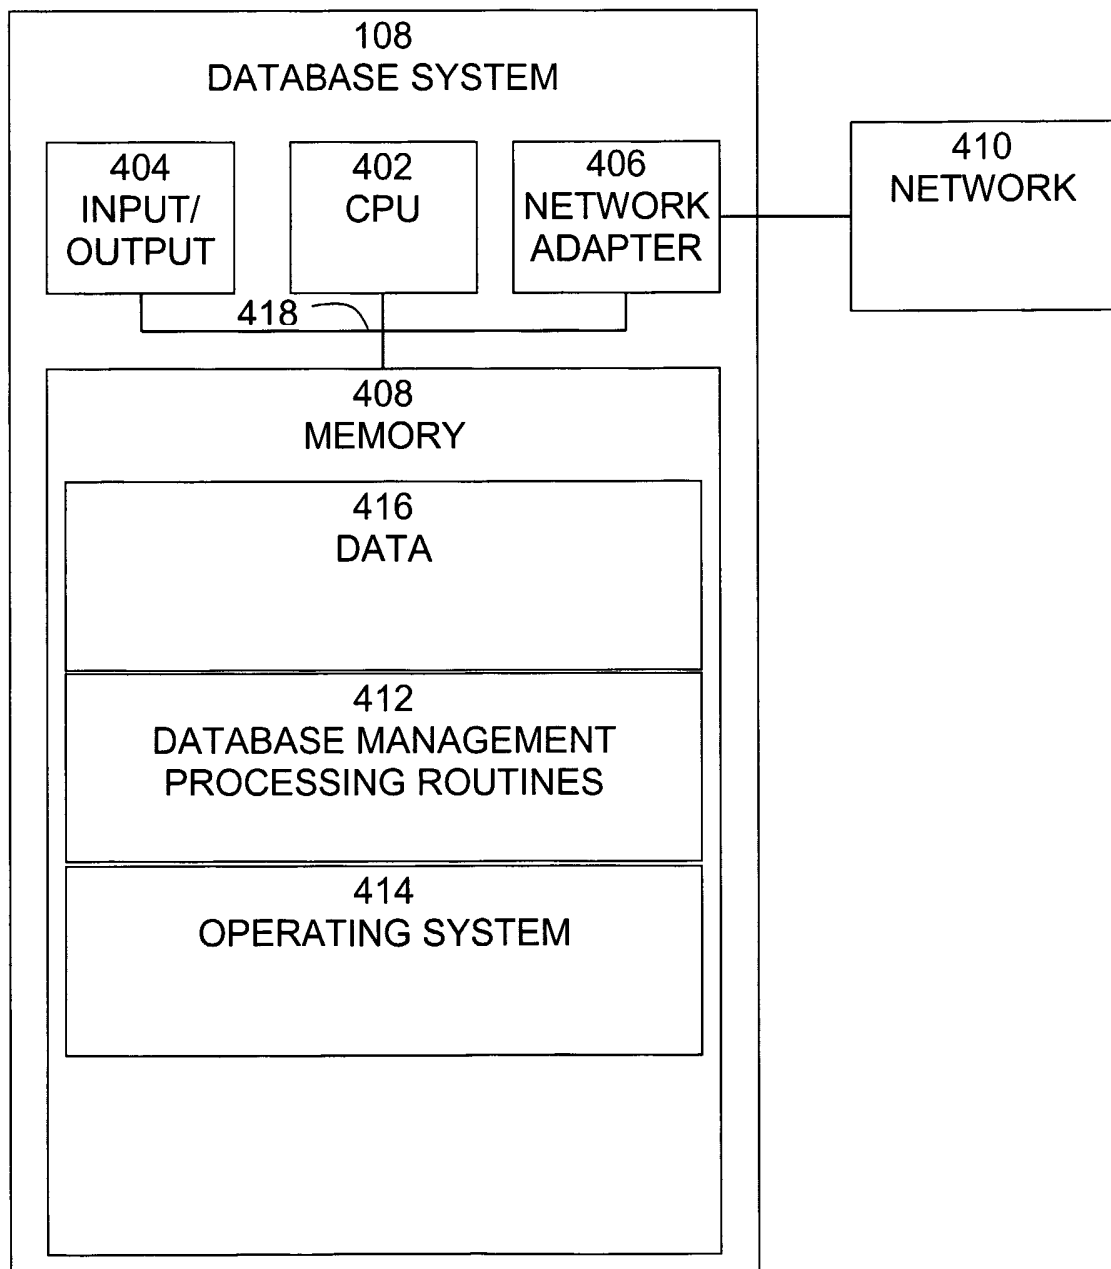 108
DATABASE SYSTEM
404
INPUT/
OUTPUT
402
CPU
406
NETWORK
ADAPTER
410
NETWORK
418
408
MEMORY
416
DATA
412
DATABASE MANAGEMENT
PROCESSING ROUTINES
414
OPERATING SYSTEM